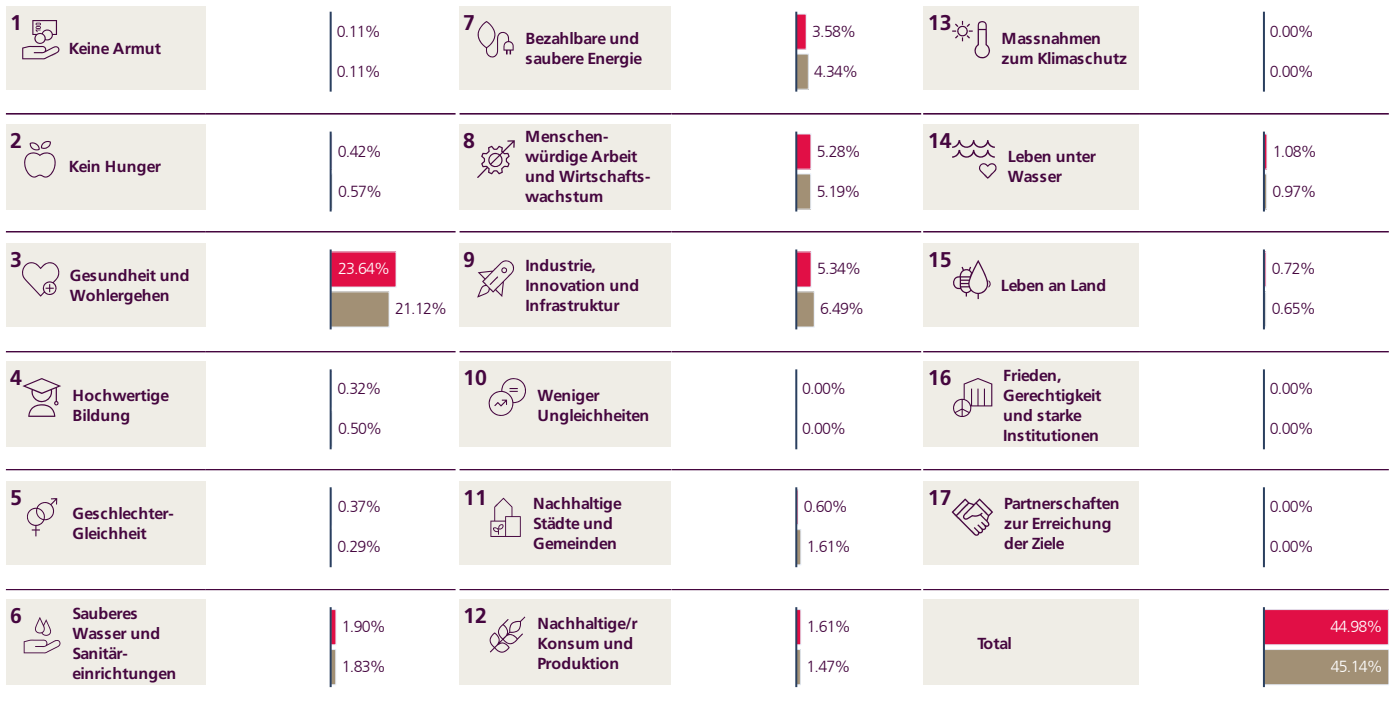 1
100
Keine Armut
0.11%
0.11%
2
Kein Hunger
0.42%
0.57%
3
Gesundheit und
Wohlergehen
23.64%
21.12%
4
Hochwertige
Bildung
0.32%
0.50%
5
Geschlechter-
Gleichheit
0.37%
0.29%
6
Sauberes
Wasser und
Sanitär-
einrichtungen
1.90%
1.83%
7
Bezahlbare und
saubere Energie
3.58%
4.34%
8
Menschen-
würdige Arbeit
und Wirtschafts-
wachstum
5.28%
5.19%
9
Industrie,
Innovation und
Infrastruktur
5.34%
6.49%
10
Weniger
Ungleichheiten
0.00%
0.00%
11
Nachhaltige
Städte und
Gemeinden
0.60%
1.61%
12
Nachhaltige/r
Konsum und
Produktion
1.61%
1.47%
13
Massnahmen
zum Klimaschutz
0.00%
0.00%
14
Leben unter
Wasser
1.08%
0.97%
15
Leben an Land
0.72%
0.65%
16
Frieden,
Gerechtigkeit
und starke
Institutionen
0.00%
0.00%
17
Partnerschaften
zur Erreichung
der Ziele
0.00%
0.00%
Total
44.98%
45.14%